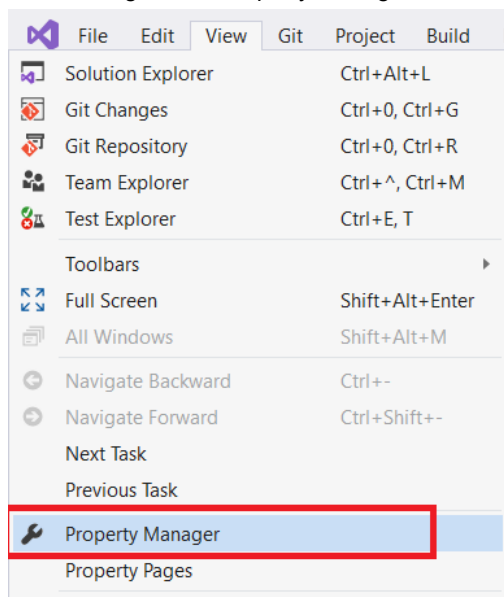 File Edit View Git Project Build
Solution Explorer Ctrl+Alt+L
Git Changes Ctrl+0, Ctrl+G
Git Repository Ctrl+0, Ctrl+R
Team Explorer Ctrl+^, Ctrl+M
Test Explorer Ctrl+E, T
Toolbars
Full Screen Shift+Alt+Enter
All Windows Shift+Alt+M
Navigate Backward Ctrl+-
Navigate Forward Ctrl+Shift+-
Next Task
Previous Task
Property Manager
Property Pages